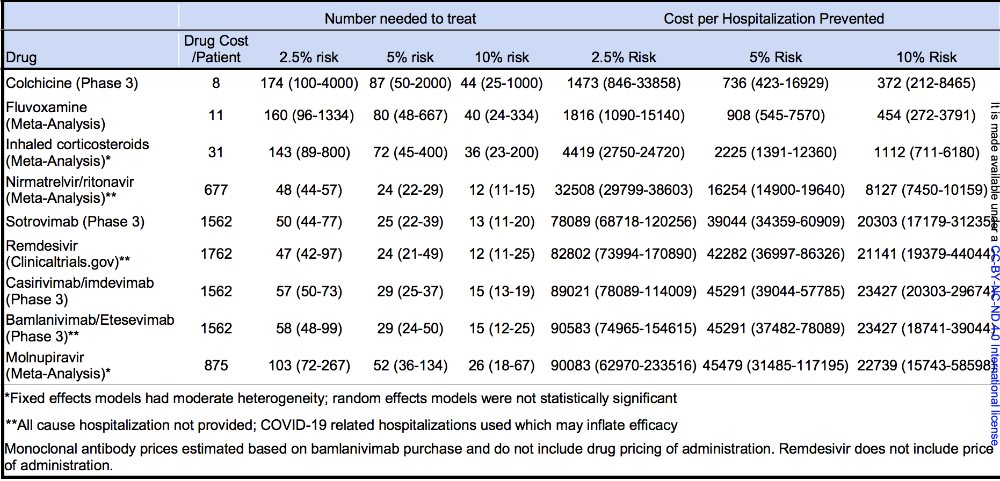 Number needed to treat Cost per Hospitalization Prevented
Drug Cost
Drug /Patient 2.5% risk 5% risk 10% risk 2.5% Risk 5% Risk 10% Risk
Colchicine (Phase 3) 8 174 (100-4000) 87 (50-2000) 44 (25-1000) 1473 (846-33858) 736 (423-16929) 372 (212-8465)
Fluvoxamine
(Meta-Analysis) 11 160 (96-1334) 80 (48-667) 40 (24-334) 1816 (1090-15140) 908 (545-7570) 454 (272-3791)
Inhaled corticosteroids
(Meta-Analysis)* 31 143 (89-800) 72 (45-400) 36 (23-200) 4419 (2750-24720) 2225 (1391-12360) 1112 (711-6180)
Nirmatrelvir/ritonavir
(Meta-Analysis)** 677 48 (44-57) 24 (22-29) 12 (11-15) 32508 (29799-38603) 16254 (14900-19640) 8127 (7450-10159)
Sotrovimab (Phase 3) 1562 50 (44-77) 25 (22-39) 13 (11-20) 78089 (68718-120256) 39044 (34359-60909) 20303 (17179-31235)
Remdesivir
(Clinicaltrials.gov)** 1762 47 (42-97) 24 (21-49) 12 (11-25) 82802 (73994-170890) 42282 (36997-86326) 21141 (19379-44044)
Casirivimab/imdevimab
(Phase 3) 1562 57 (50-73) 29 (25-37) 15 (13-19) 89021 (78089-114009) 45291 (39044-57785) 23427 (20303-29674)
Bamlanivimab/Etesevimab
(Phase 3)** 1562 58 (48-99) 29 (24-50) 15 (12-25) 90583 (74965-154615) 45291 (37482-78089) 23427 (18741-39044)
Molnupiravir
(Meta-Analysis)* 875 103 (72-267) 52 (36-134) 26 (18-67) 90083 (62970-233516) 45479 (31485-117195) 22739 (15743-58598)
*Fixed effects models had moderate heterogeneity; random effects models were not statistically significant
**All cause hospitalization not provided; COVID-19 related hospitalizations used which may inflate efficacy
Monoclonal antibody prices estimated based on bamlanivimab purchase and do not include drug pricing of administration. Remdesivir does not include price
of administration.
It is made available under a CC-BY-NC-ND 4.0 International license